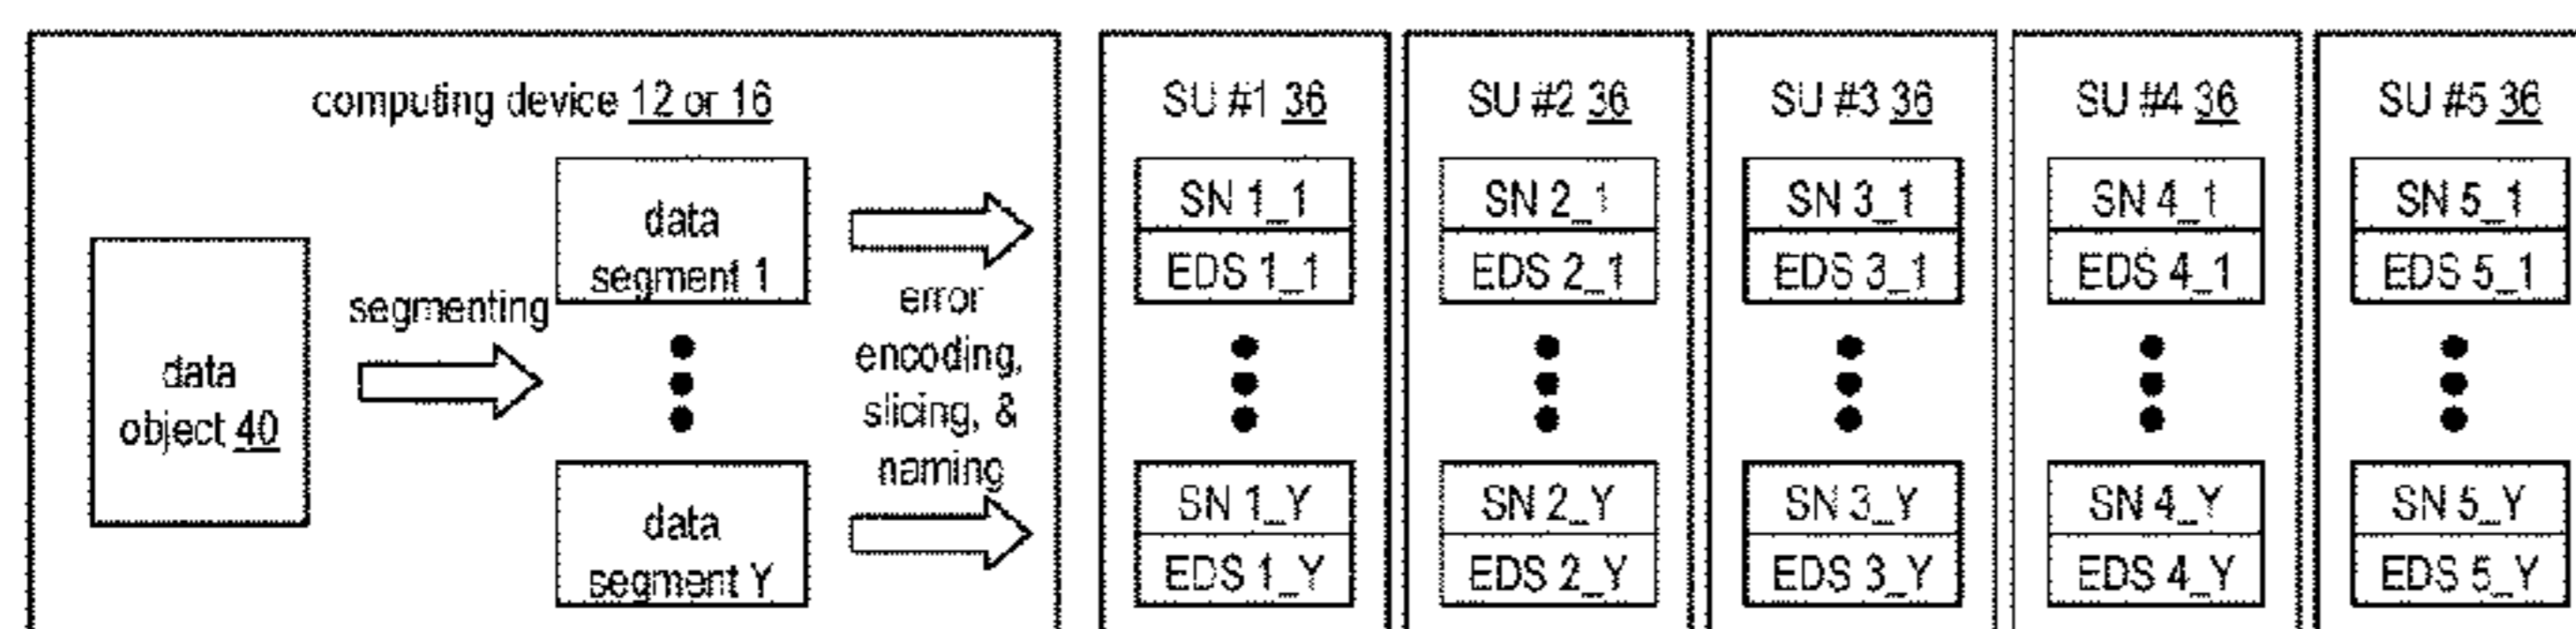 computing device 12 or 16
data
object 40
segmenting
data
segment 1
data
segment Y
error
encoding,
slicing, &
naming
SU #1 36
SN 1_1
EDS 1_1
SN 1_Y
EDS 1_Y
SU #2 36
SN 2_1
EDS 2_1
SN 2_Y
EDS 2_Y
SU #3 36
SN 3_1
EDS 3_1
SN 3_Y
EDS 3_Y
SU #4 36
SN 4_1
EDS 4_1
SN 4_Y
EDS 4_Y
SU #5 36
SN 5_1
EDS 5_1
SN 5_Y
EDS 5_Y